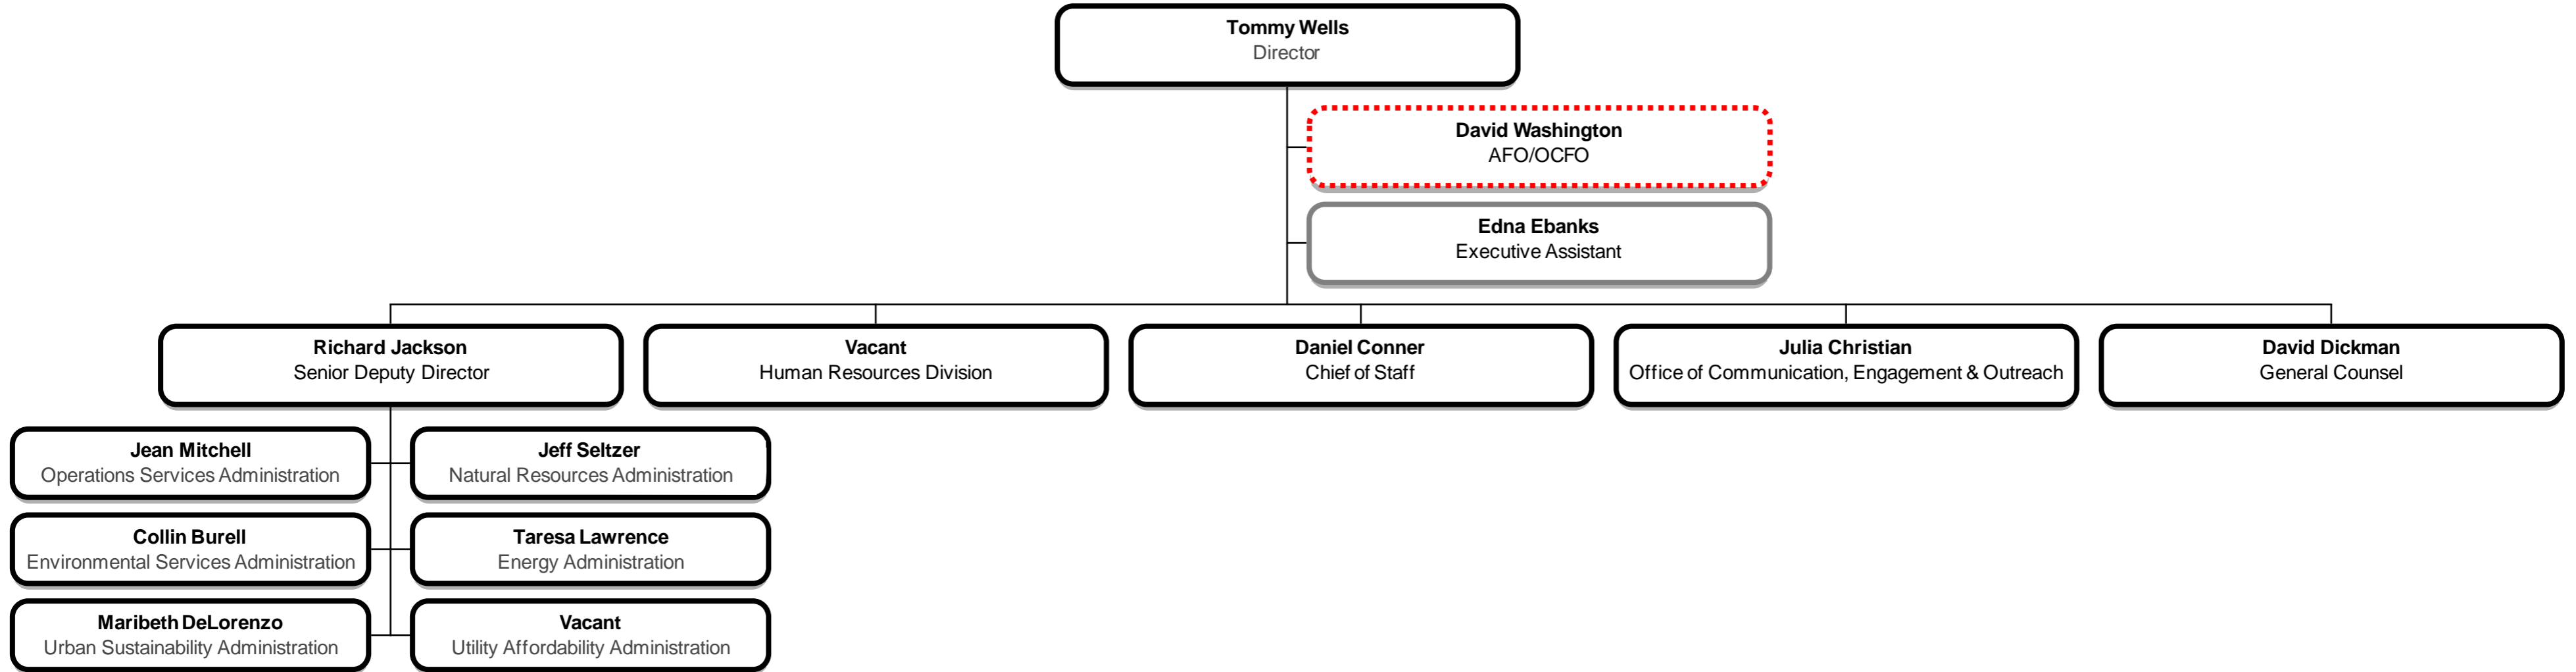 Tommy Wells
Director
David Washington
AFO/OCFO
Edna Ebanks
Executive Assistant
Richard Jackson
Senior Deputy Director
Vacant
Human Resources Division
Daniel Conner
Chief of Staff
Julia Christian
Office of Communication, Engagement & Outreach
David Dickman
General Counsel
Jean Mitchell
Operations Services Administration
Jeff Seltzer
Natural Resources Administration
Collin Burell
Environmental Services Administration
Taresa Lawrence
Energy Administration
Maribeth DeLorenzo
Urban Sustainability Administration
Vacant
Utility Affordability Administration